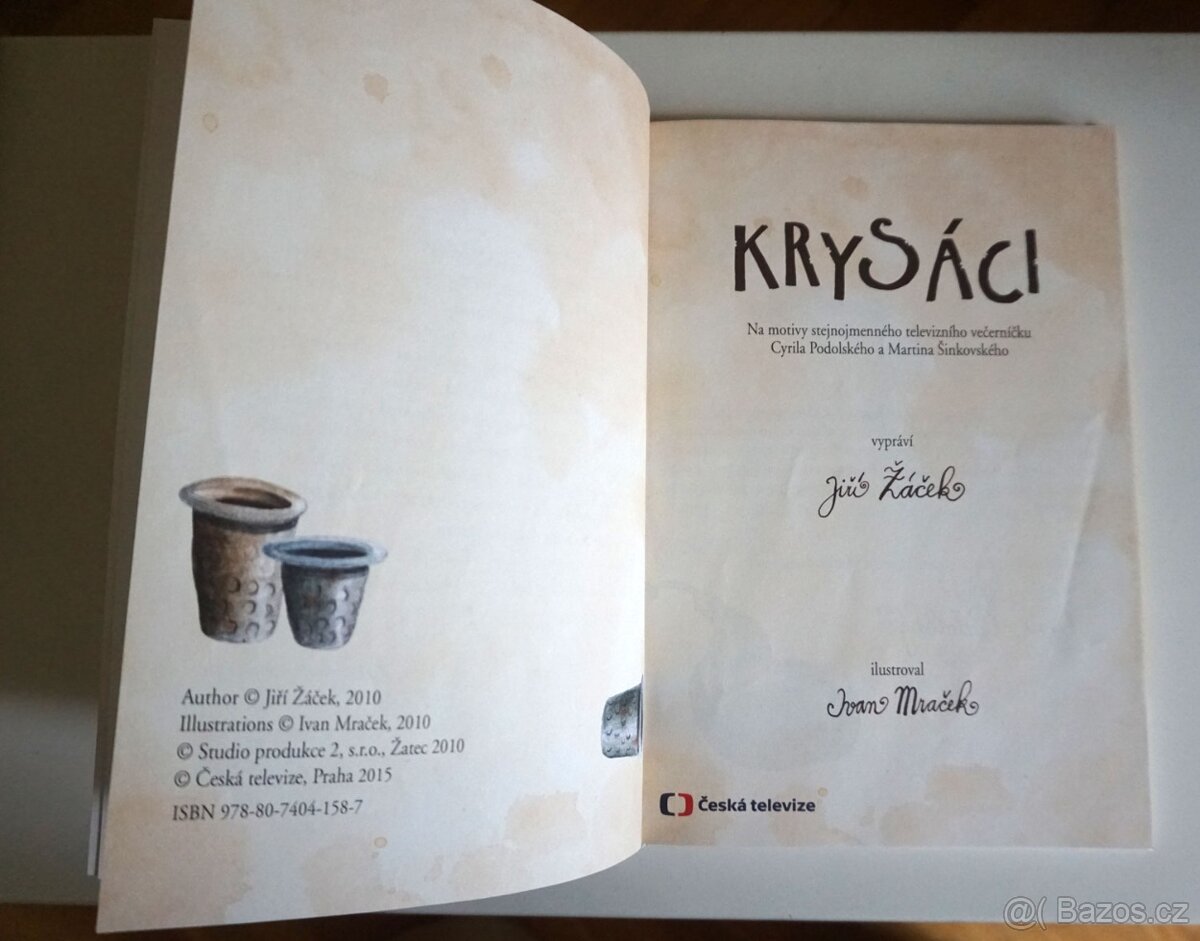 Author © Jiří Žáček, 2010
Illustrations © Ivan Mraček, 2010
© Studio produkce 2, s.r.o., Žatec 2010
© Česká televize, Praha 2015
ISBN 978-80-7404-158-7
KRYSÁCI
Na motivy stejnojmenného televizního večerníčku
Cyrila Podolského a Martina Šinkovského
vypráví
Jiří Žáček
ilustroval
Ivan Mraček
Česká televize
@( Bazos.cz